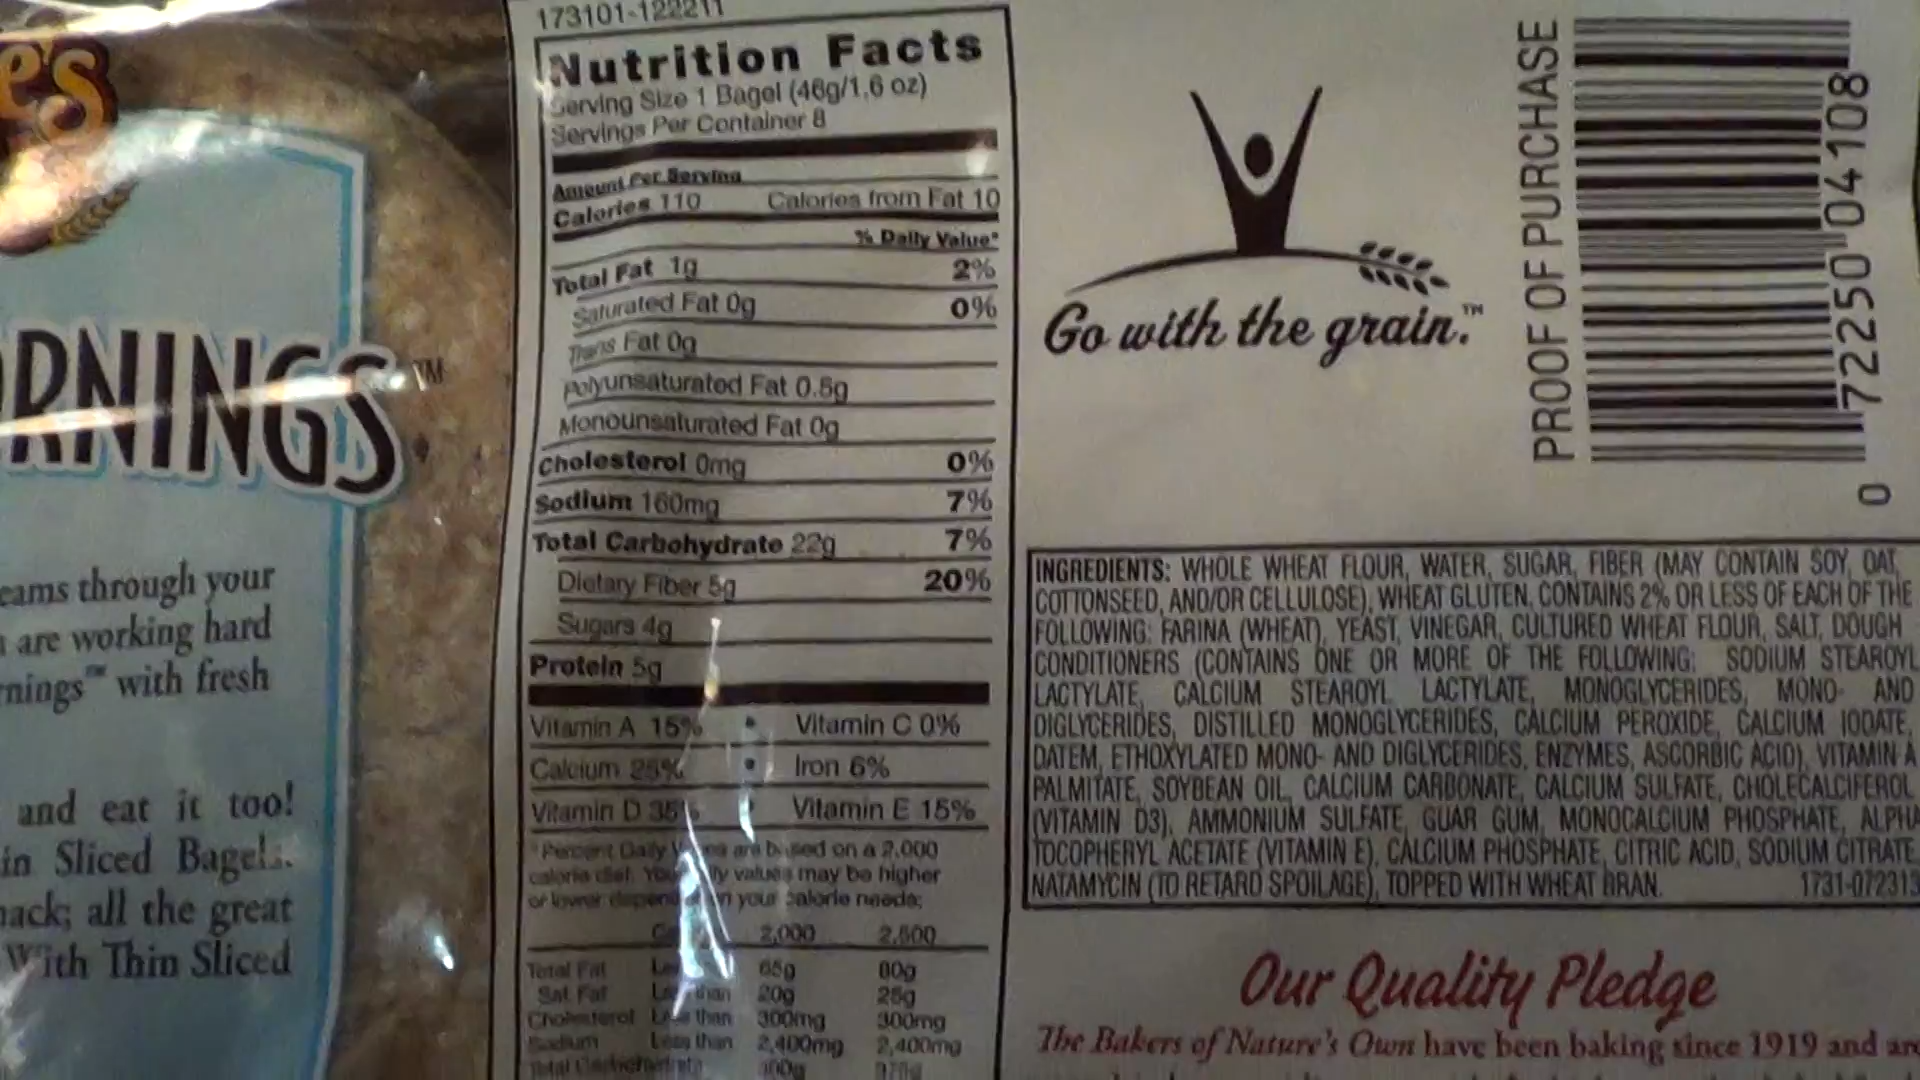 e's
RNINGS™
eams through your
are working hard
nings™ with fresh
and eat it too!
in Sliced Bagels.
all the great
With Thin Sliced
173101-122211
Nutrition Facts
Serving Size 1 Bagel (46g/1.6 oz)
Servings Per Container 8
Amount Per Serving
Calories 110 Calories from Fat 10
% Daily Value*
Total Fat 1g 2%
Saturated Fat 0g 0%
Trans Fat 0g
Polyunsaturated Fat 0.5g
Monounsaturated Fat 0g
Cholesterol 0mg 0%
Sodium 160mg 7%
Total Carbohydrate 22g 7%
Dietary Fiber 5g 20%
Sugars 4g
Protein 5g
Vitamin A 15% • Vitamin C 0%
Calcium 25% • Iron 6%
Vitamin D 35 • Vitamin E 15%
*Percent Daily are based on a 2,000
calorie diet. values may be higher
or lower your calorie needs:
2,000 2,500
Total Fat 65g 80g
Sat Fat than 20g 25g
Cholesterol Less than 300mg 300mg
Sodium Less than 2,400mg 2,400mg
Total Carbohydrate
Go with the grain.™
PROOF OF PURCHASE
0 72250 04108
INGREDIENTS: WHOLE WHEAT FLOUR, WATER, SUGAR, FIBER (MAY CONTAIN SOY, OAT,
COTTONSEED, AND/OR CELLULOSE), WHEAT GLUTEN, CONTAINS 2% OR LESS OF EACH OF THE
FOLLOWING: FARINA (WHEAT), YEAST, VINEGAR, CULTURED WHEAT FLOUR, SALT, DOUGH
CONDITIONERS (CONTAINS ONE OR MORE OF THE FOLLOWING: SODIUM STEAROYL
LACTYLATE, CALCIUM STEAROYL LACTYLATE, MONOGLYCERIDES, MONO- AND
DIGLYCERIDES, DISTILLED MONOGLYCERIDES, CALCIUM PEROXIDE, CALCIUM IODATE,
DATEM, ETHOXYLATED MONO- AND DIGLYCERIDES, ENZYMES, ASCORBIC ACID), VITAMIN A
PALMITATE, SOYBEAN OIL, CALCIUM CARBONATE, CALCIUM SULFATE, CHOLECALCIFEROL
(VITAMIN D3), AMMONIUM SULFATE, GUAR GUM, MONOCALCIUM PHOSPHATE, ALPHA
TOCOPHERYL ACETATE (VITAMIN E), CALCIUM PHOSPHATE, CITRIC ACID, SODIUM CITRATE,
NATAMYCIN (TO RETARD SPOILAGE), TOPPED WITH WHEAT BRAN. 1731-072313
Our Quality Pledge
The Bakers of Nature's Own have been baking since 1919 and are